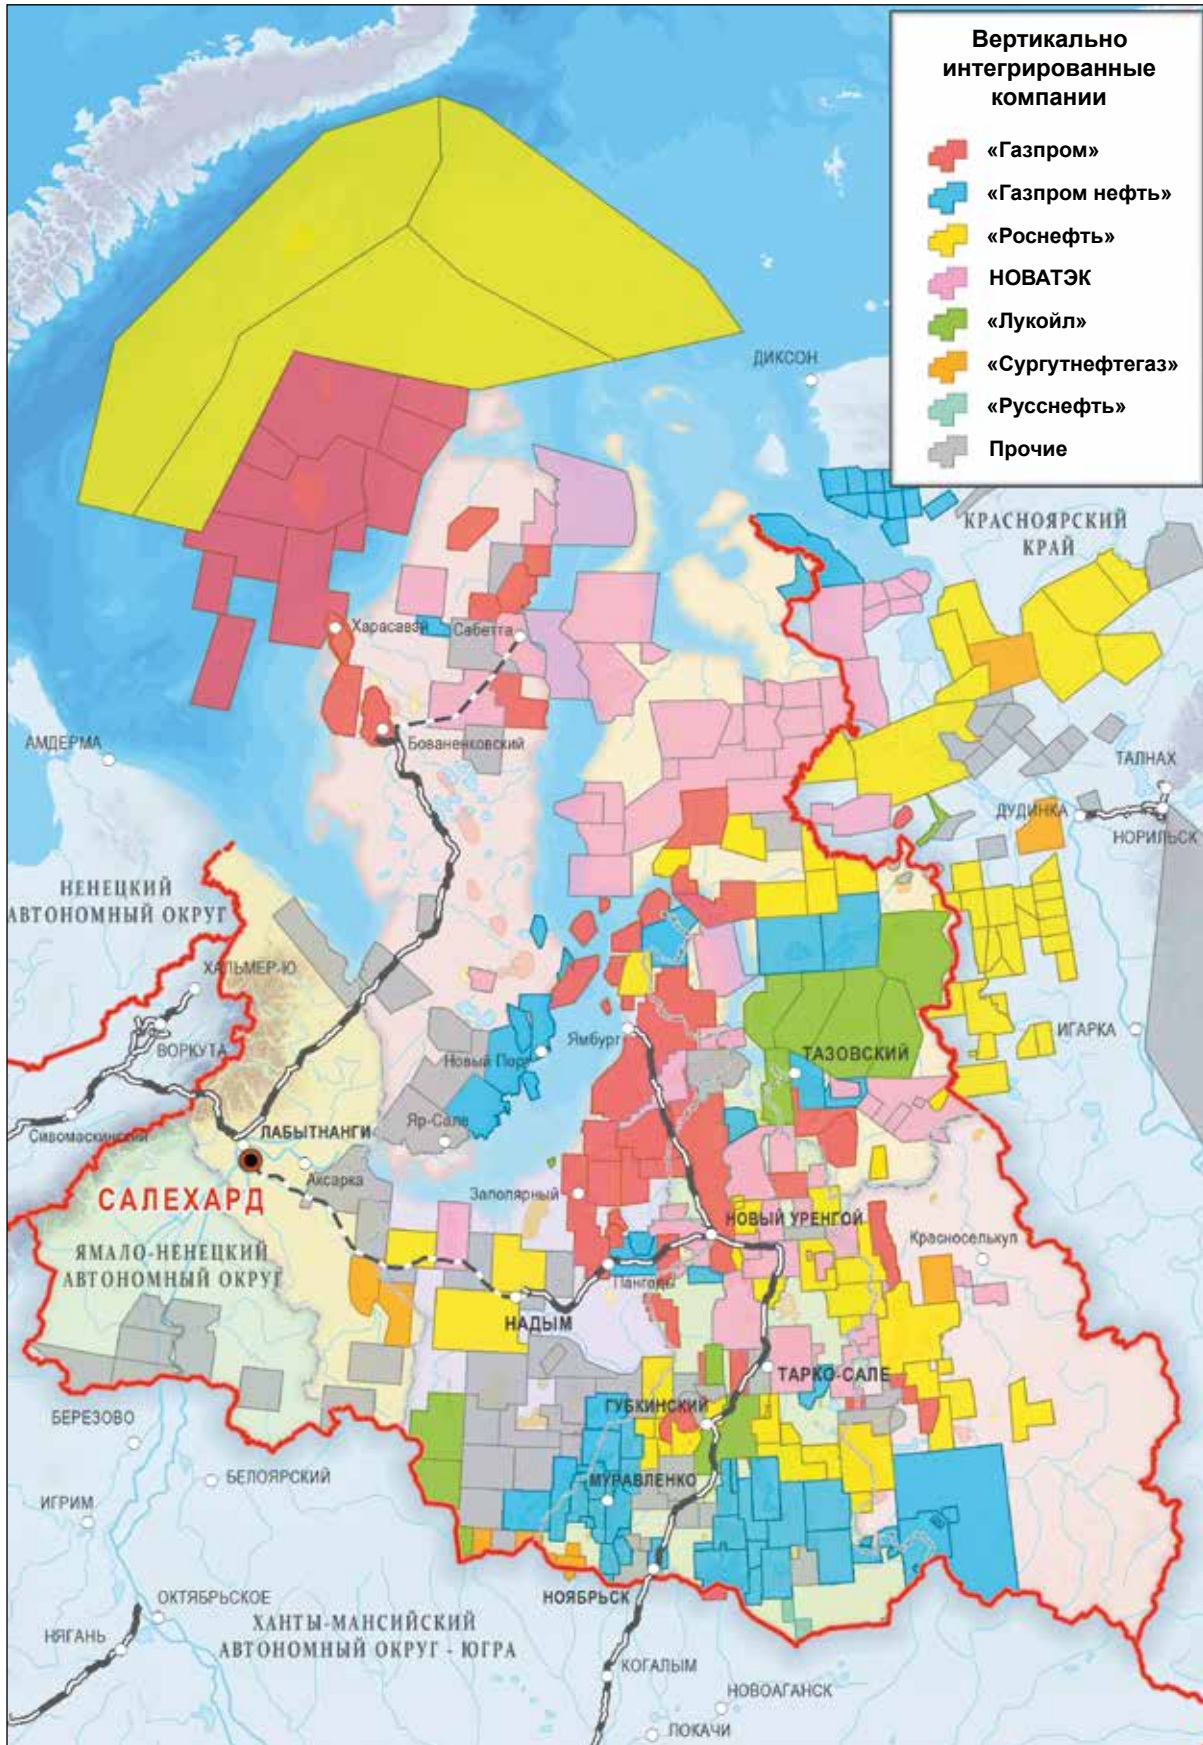 Вертикально
интегрированные
компании
«Газпром»
«Газпром нефть»
«Роснефть»
НОВАТЭК
«Лукойл»
«Сургутнефтегаз»
«Русснефть»
Прочие
ДИКСОН
КРАСНОЯРСКИЙ
КРАЙ
Харасавэй
Сабетта
АМДЕРМА
Бованенковский
ТАЛНАХ
ДУДИНКА
НОРИЛЬСК
НЕНЕЦКИЙ
АВТОНОМНЫЙ ОКРУГ
ХАЛЬМЕР-Ю
ВОРКУТА
Новый Порт
Ямбург
ИГАРКА
ТАЗОВСКИЙ
Сивомаскинский
ЛАБЫТНАНГИ
Яр-Сале
Аксарка
САЛЕХАРД
Заполярный
НОВЫЙ УРЕНГОЙ
Красноселькуп
ЯМАЛО-НЕНЕЦКИЙ
АВТОНОМНЫЙ ОКРУГ
Пангоды
НАДЫМ
ТАРКО-САЛЕ
БЕРЕЗОВО
ГУБКИНСКИЙ
БЕЛОЯРСКИЙ
МУРАВЛЕНКО
ИГРИМ
НОЯБРЬСК
ОКТЯБРЬСКОЕ
ХАНТЫ-МАНСИЙСКИЙ
АВТОНОМНЫЙ ОКРУГ - ЮГРА
НЯГАНЬ
КОГАЛЫМ
НОВОАГАНСК
ПОКАЧИ